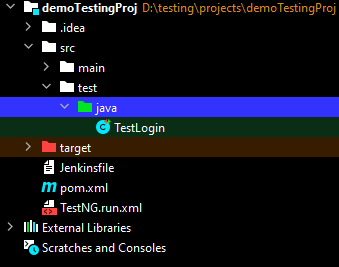 demoTestingProj D:\testing\projects\demoTestingProj
.idea
src
main
test
java
TestLogin
target
Jenkinsfile
pom.xml
TestNG.run.xml
External Libraries
Scratches and Consoles